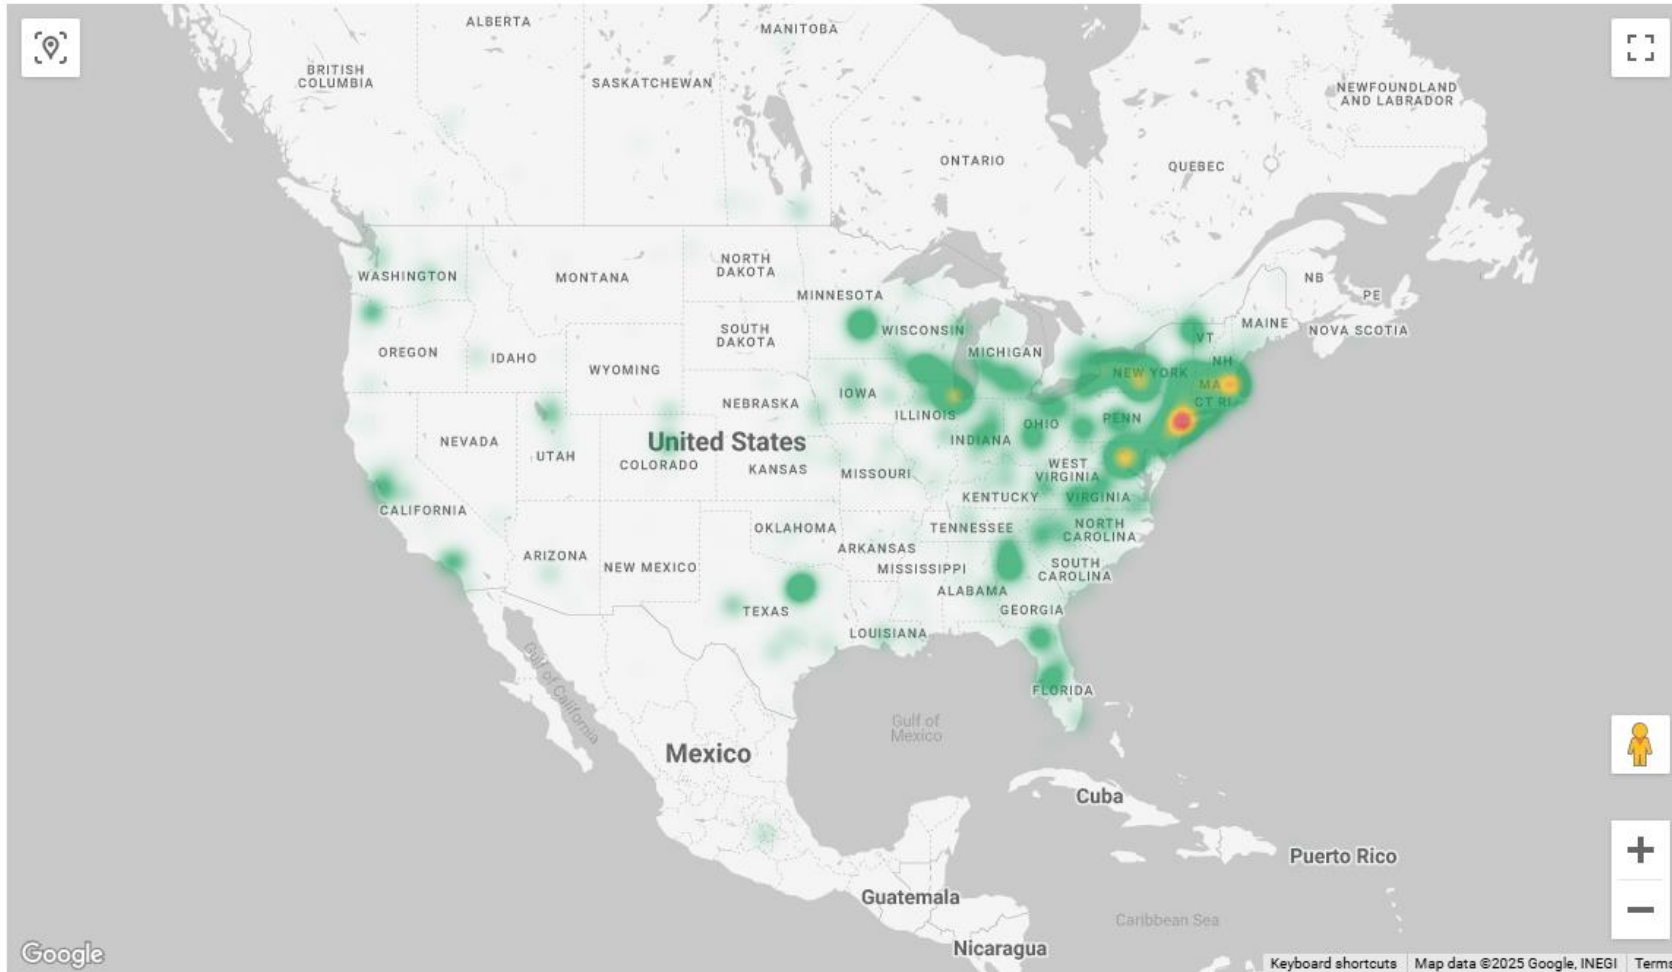 ALBERTA
MANITOBA
BRITISH
COLUMBIA
SASKATCHEWAN
NEWFOUNDLAND
AND LABRADOR
ONTARIO
QUEBEC
WASHINGTON
MONTANA
NORTH
DAKOTA
MINNESOTA
NB
PE
MAINE
NOVA SCOTIA
VT
WISCONSIN
SOUTH
DAKOTA
OREGON
IDAHO
MICHIGAN
NH
WYOMING
NEW YORK
MA
CT RI
IOWA
NEBRASKA
ILLINOIS
OHIO
PENN
United States
NEVADA
INDIANA
UTAH
COLORADO
KANSAS
MISSOURI
WEST
VIRGINIA
KENTUCKY
VIRGINIA
CALIFORNIA
OKLAHOMA
TENNESSEE
NORTH
CAROLINA
ARKANSAS
ARIZONA
NEW MEXICO
MISSISSIPPI
SOUTH
CAROLINA
ALABAMA
TEXAS
GEORGIA
LOUISIANA
Gulf of California
FLORIDA
Gulf of
Mexico
Mexico
Cuba
Puerto Rico
Guatemala
Caribbean Sea
Nicaragua
Google
Keyboard shortcuts
Map data ©2025 Google, INEGI
Terms